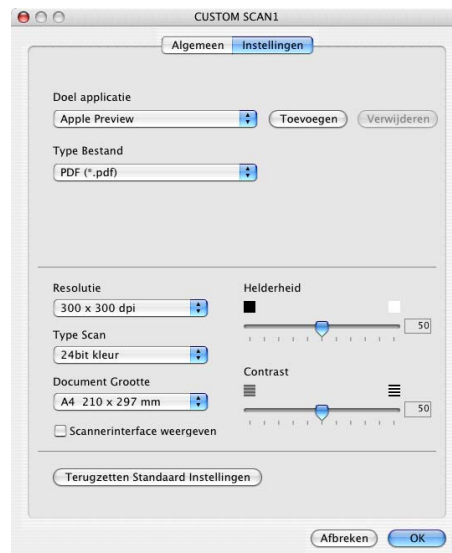 CUSTOM SCAN1
Algemeen Instellingen
Doel applicatie
Apple Preview Toevoegen Verwijderen
Type Bestand
PDF (*.pdf)
Resolutie Helderheid
300 x 300 dpi
50
Type Scan
24bit kleur
Contrast
Document Grootte
A4 210 x 297 mm
50
Scannerinterface weergeven
Terugzetten Standaard Instellingen
Afbreken OK